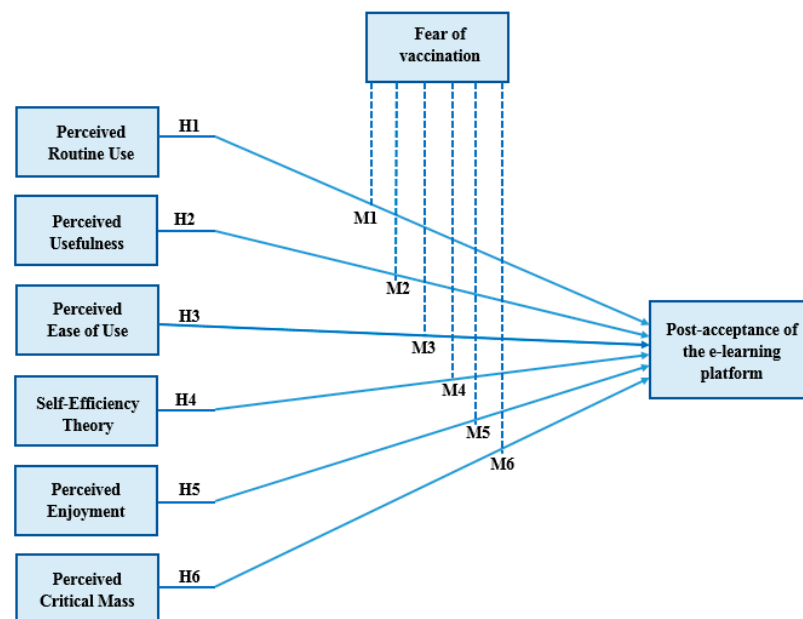 Fear of
vaccination
Perceived
Routine Use
H1
M1
Perceived
Usefulness
H2
M2
Perceived
Ease of Use
H3
M3
Post-acceptance of
the e-learning
platform
Self-Efficiency
Theory
H4
M4
Perceived
Enjoyment
H5
M5
M6
Perceived
Critical Mass
H6